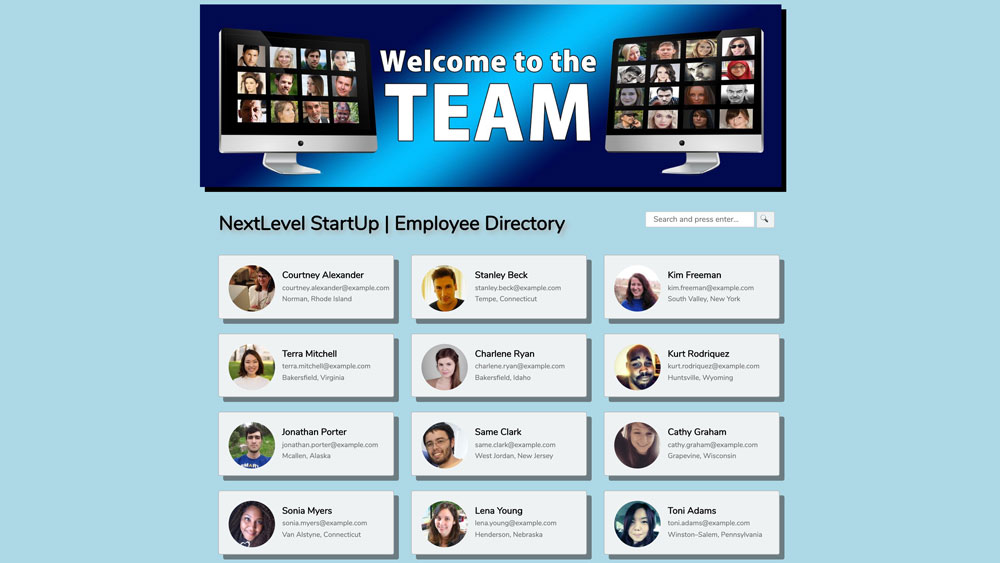 Welcome to the
TEAM
NextLevel StartUp | Employee Directory
Search and press enter...
Courtney Alexander
courtney.alexander@example.com
Norman, Rhode Island
Stanley Beck
stanley.beck@example.com
Tempe, Connecticut
Kim Freeman
kim.freeman@example.com
South Valley, New York
Terra Mitchell
terra.mitchell@example.com
Bakersfield, Virginia
Charlene Ryan
charlene.ryan@example.com
Bakersfield, Idaho
Kurt Rodriquez
kurt.rodriquez@example.com
Huntsville, Wyoming
Jonathan Porter
jonathan.porter@example.com
Mcallen, Alaska
Same Clark
same.clark@example.com
West Jordan, New Jersey
Cathy Graham
cathy.graham@example.com
Grapevine, Wisconsin
Sonia Myers
sonia.myers@example.com
Van Alstyne, Connecticut
Lena Young
lena.young@example.com
Henderson, Nebraska
Toni Adams
toni.adams@example.com
Winston-Salem, Pennsylvania